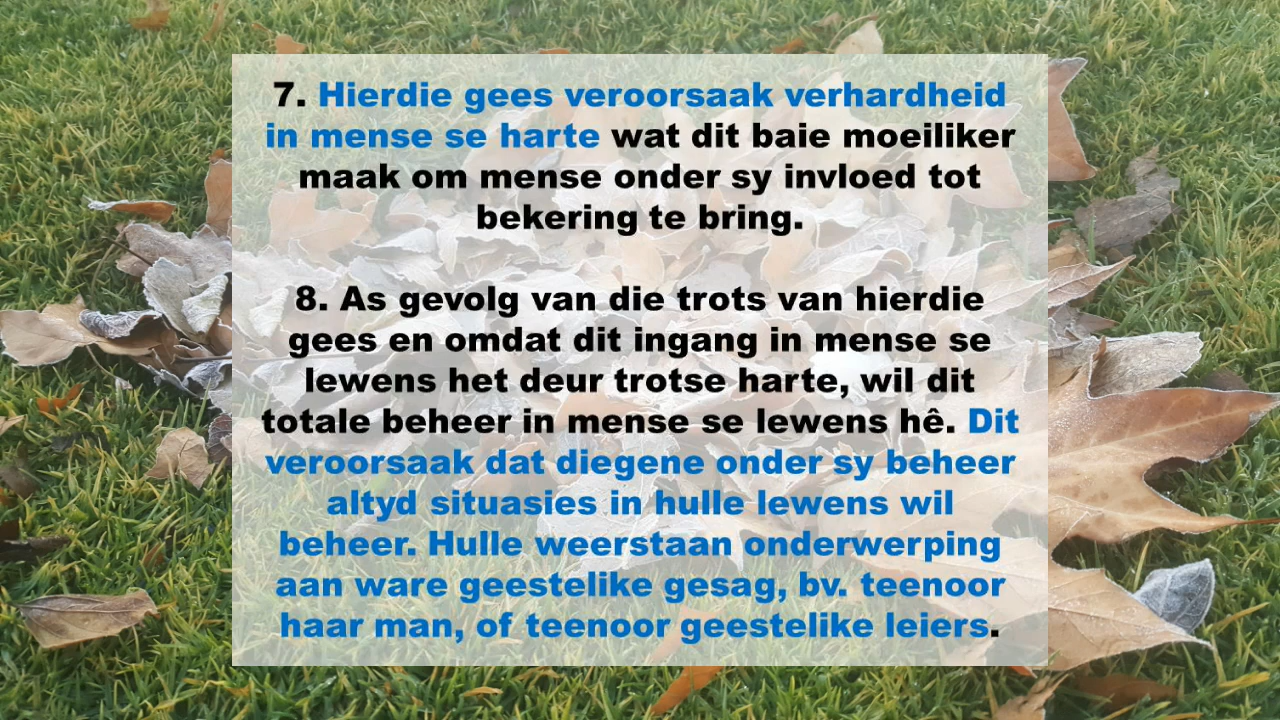 7. Hierdie gees veroorsaak verhardheid
in mense se harte wat dit baie moeiliker
maak om mense onder sy invloed tot
bekering te bring.
8. As gevolg van die trots van hierdie
gees en omdat dit ingang in mense se
lewens het deur trotse harte, wil dit
totale beheer in mense se lewens hê. Dit
veroorsaak dat diegene onder sy beheer
altyd situasies in hulle lewens wil
beheer. Hulle weerstaan onderwerping
aan ware geestelike gesag, bv. teenoor
haar man, of teenoor geestelike leiers.